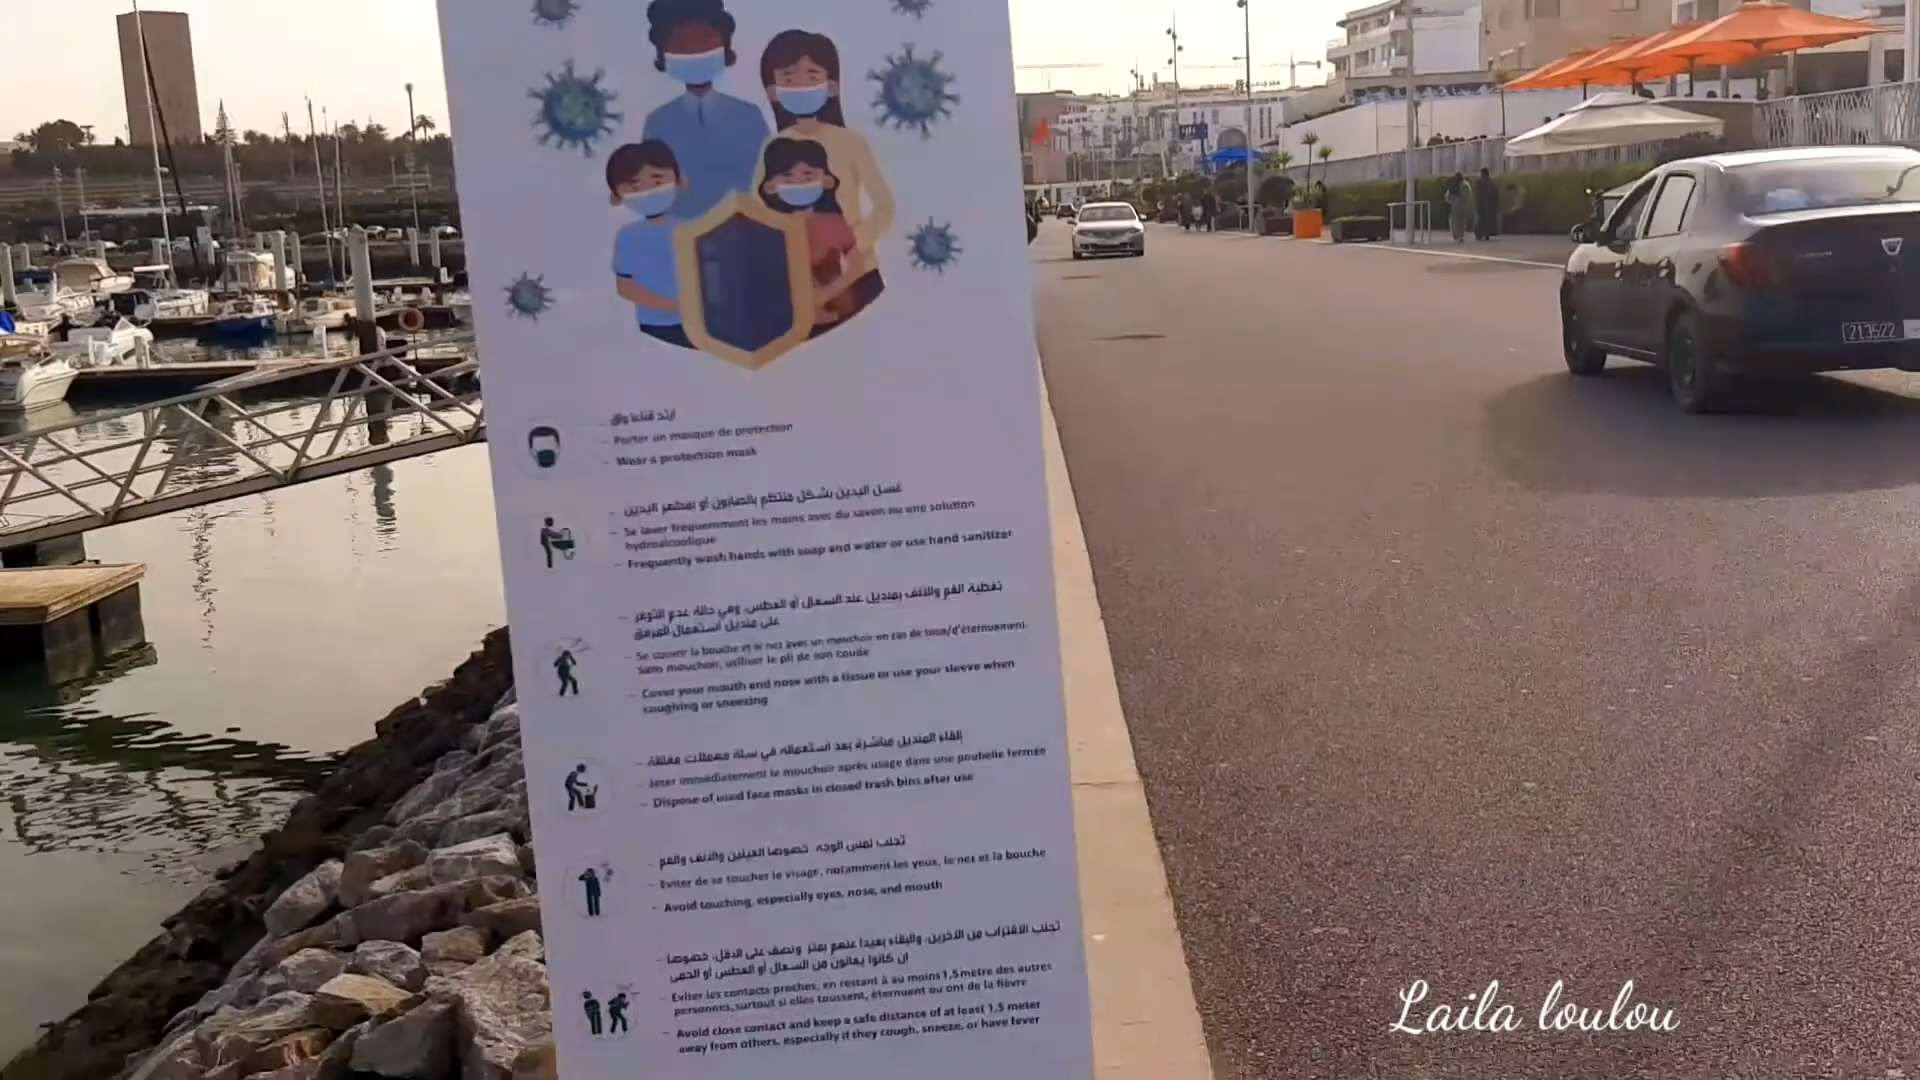 ارتد قناعا واق
- Porter un masque de protection
- Wear a protection mask
- غسل اليدين بشكل منتظم بالصابون أو بمطهر اليدين
- Se laver fréquemment les mains avec du savon ou une solution
hydroalcoolique
- Frequently wash hands with soap and water or use hand sanitizer
- تغطية الفم والأنف بمنديل عند السعال أو العطس، وفي حالة عدم التوفر
على منديل استعمال المرفق
- Se couvrir la bouche et le nez avec un mouchoir en cas de toux/d'éternuement.
Sans mouchoir, utiliser le pli de son coude
- Cover your mouth and nose with a tissue or use your sleeve when
coughing or sneezing
- إلقاء المنديل مباشرة بعد استعماله في سلة مهملات مغلقة
- Jeter immédiatement le mouchoir après usage dans une poubelle fermée
- Dispose of used face masks in closed trash bins after use
- تجنب لمس الوجه، خصوصا العينين والأنف والفم
- Eviter de se toucher le visage, notamment les yeux, le nez et la bouche
- Avoid touching, especially eyes, nose, and mouth
- تجنب الاقتراب من الآخرين، والبقاء بعيدا عنهم بمتر ونصف على الأقل، خصوصا
إن كانوا يعانون من السعال أو العطس أو الحمى
- Eviter les contacts proches, en restant à au moins 1,5 mètre des autres
personnes, surtout si elles toussent, éternuent ou ont de la fièvre
- Avoid close contact and keep a safe distance of at least 1,5 meter
away from others, especially if they cough, sneeze, or have fever
213522
Laila loulou